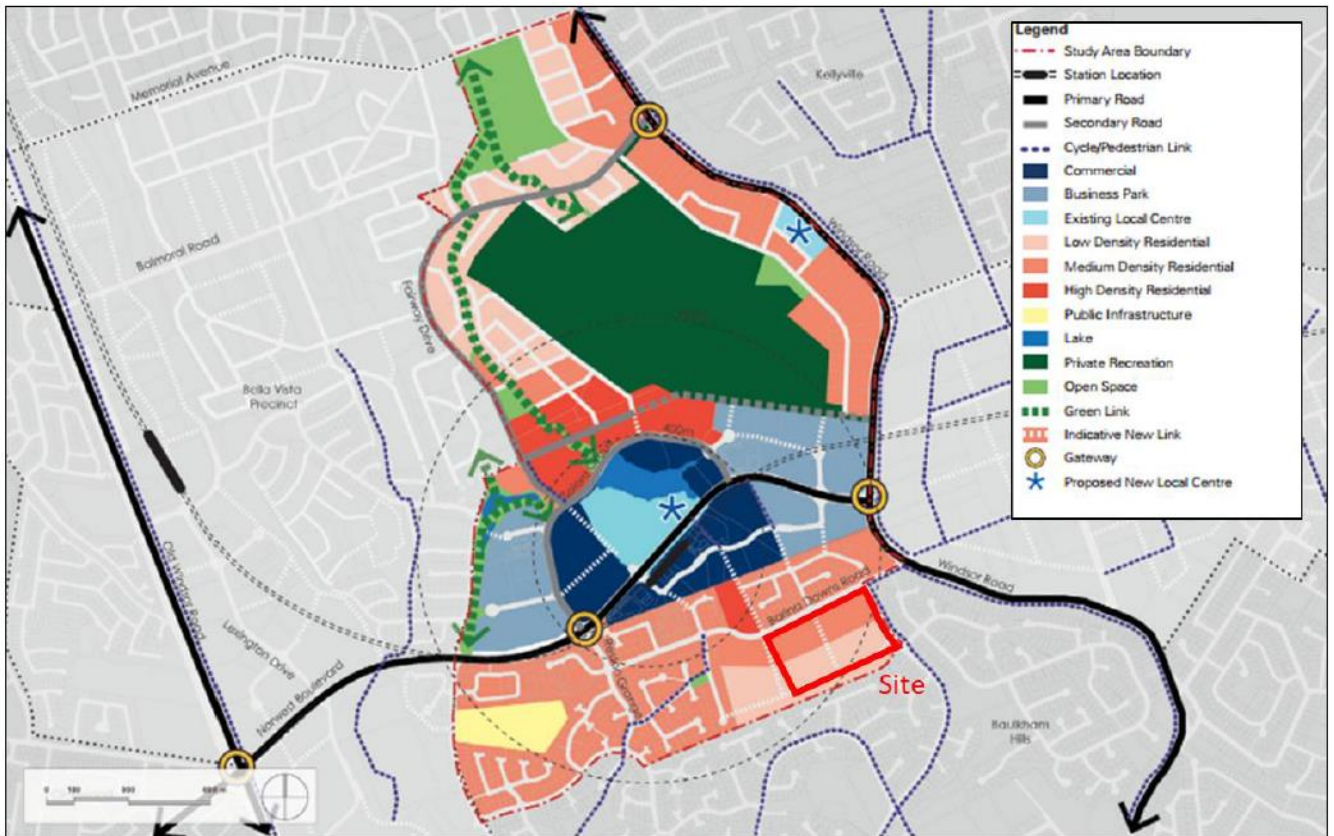 Legend
Study Area Boundary
Station Location
Primary Road
Secondary Road
Cycle/Pedestrian Link
Commercial
Business Park
Existing Local Centre
Low Density Residential
Medium Density Residential
High Density Residential
Public Infrastructure
Lake
Private Recreation
Open Space
Green Link
Indicative New Link
Gateway
Proposed New Local Centre
Memorial Avenue
Kellyville
Windsor Road
Balmoral Road
Fairway Drive
Bella Vista
Precinct
400m
Old Windsor Road
Lexington Drive
Norwest Boulevard
Barina Downs Road
Windsor Road
Site
Baulkham
Hills